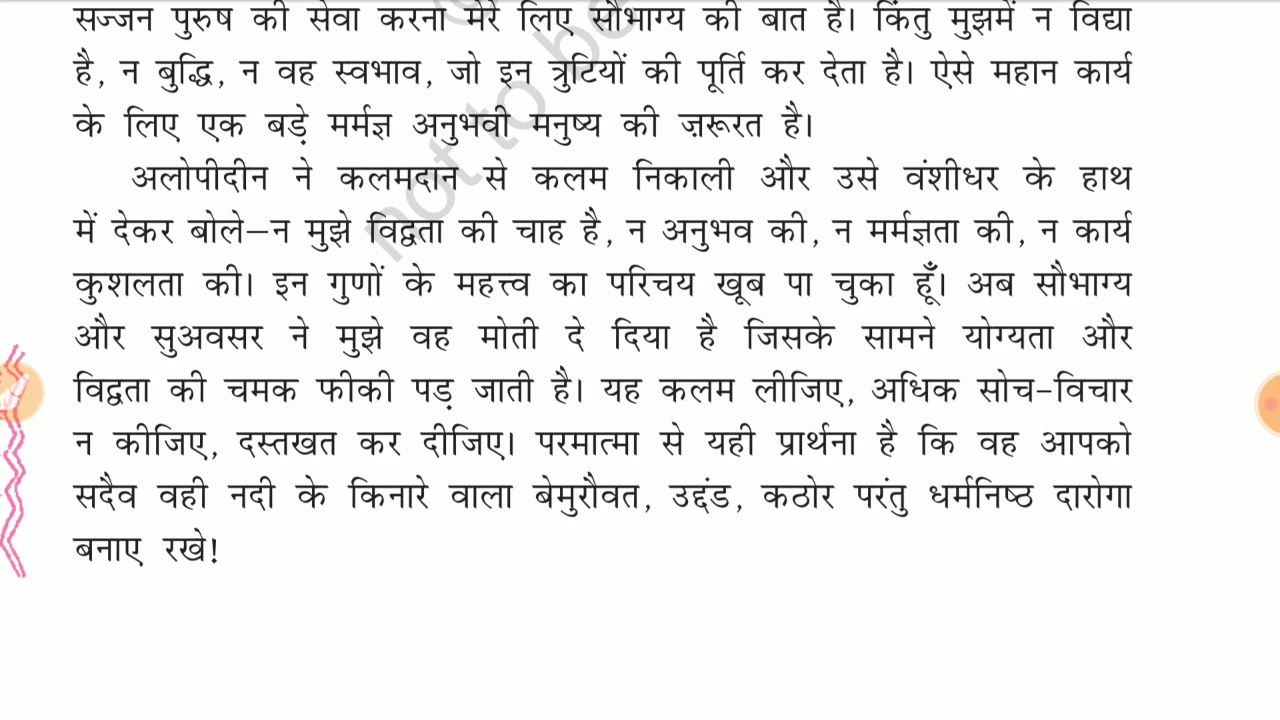 सज्जन पुरुष की सेवा करना मेरे लिए सौभाग्य की बात है। किंतु मुझमें न विद्या
है, न बुद्धि, न वह स्वभाव, जो इन त्रुटियों की पूर्ति कर देता है। ऐसे महान कार्य
के लिए एक बड़े मर्मज्ञ अनुभवी मनुष्य की ज़रूरत है।
अलोपीदीन ने कलमदान से कलम निकाली और उसे वंशीधर के हाथ
में देकर बोले—न मुझे विद्वता की चाह है, न अनुभव की, न मर्मज्ञता की, न कार्य
कुशलता की। इन गुणों के महत्त्व का परिचय खूब पा चुका हूँ। अब सौभाग्य
और सुअवसर ने मुझे वह मोती दे दिया है जिसके सामने योग्यता और
विद्वता की चमक फीकी पड़ जाती है। यह कलम लीजिए, अधिक सोच-विचार
न कीजिए, दस्तखत कर दीजिए। परमात्मा से यही प्रार्थना है कि वह आपको
सदैव वही नदी के किनारे वाला बेमुरौवत, उद्दंड, कठोर परंतु धर्मनिष्ठ दारोगा
बनाए रखे!
not to be